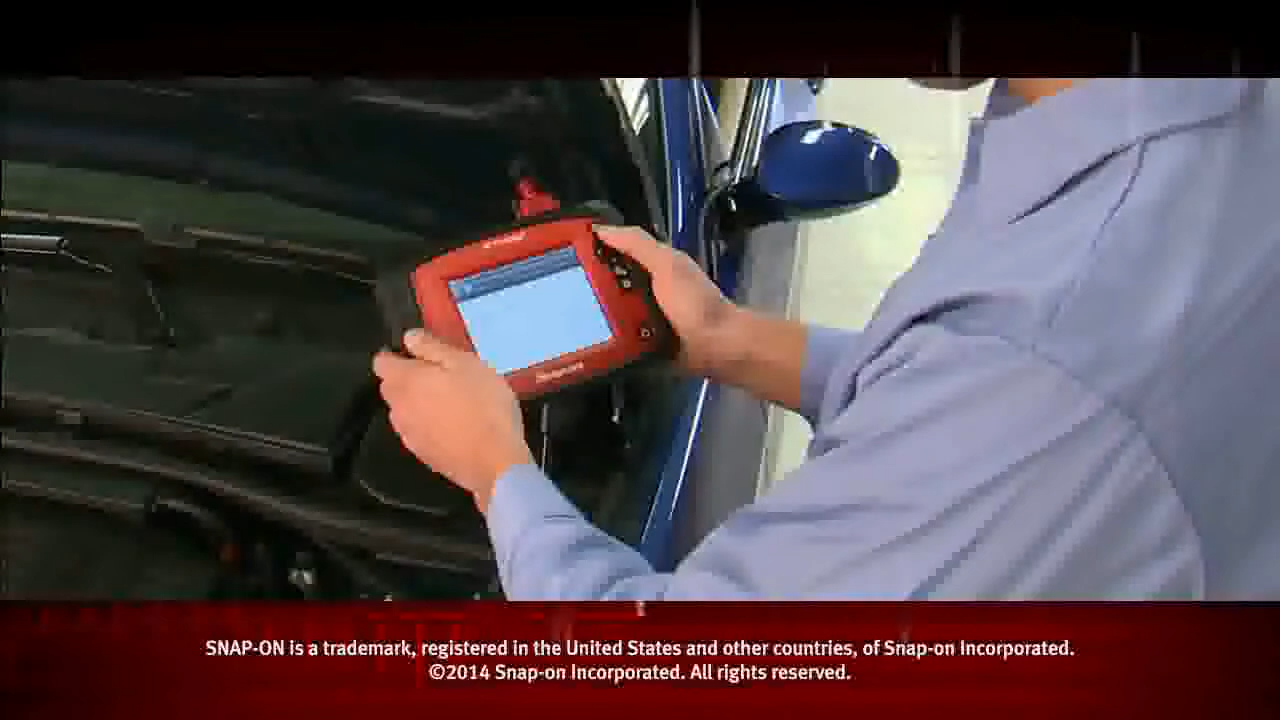 SNAP-ON is a trademark, registered in the United States and other countries, of Snap-on Incorporated.
©2014 Snap-on Incorporated. All rights reserved.